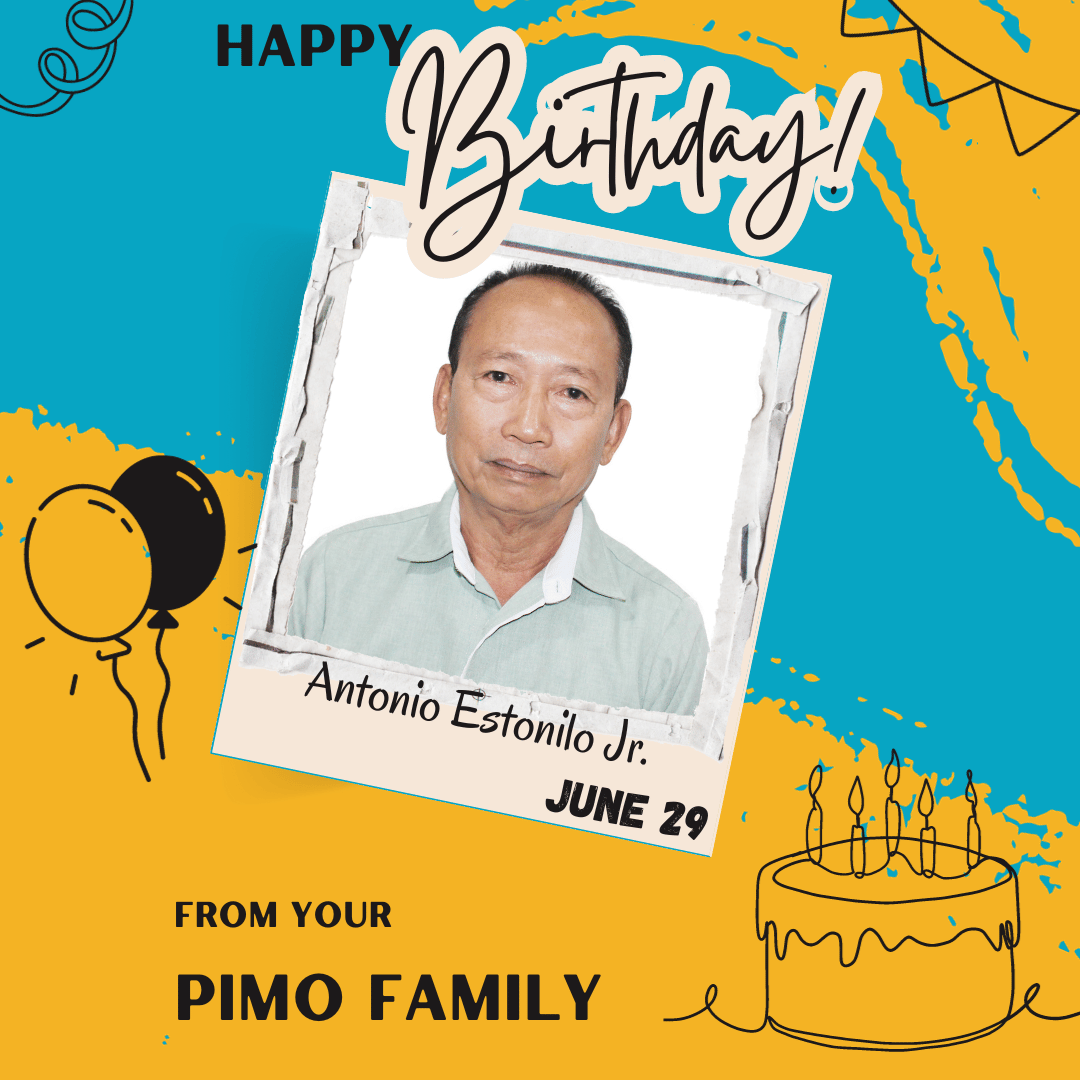 HAPPY
Birthday!
Antonio Estonilo Jr.
JUNE 29
FROM YOUR
PIMO FAMILY